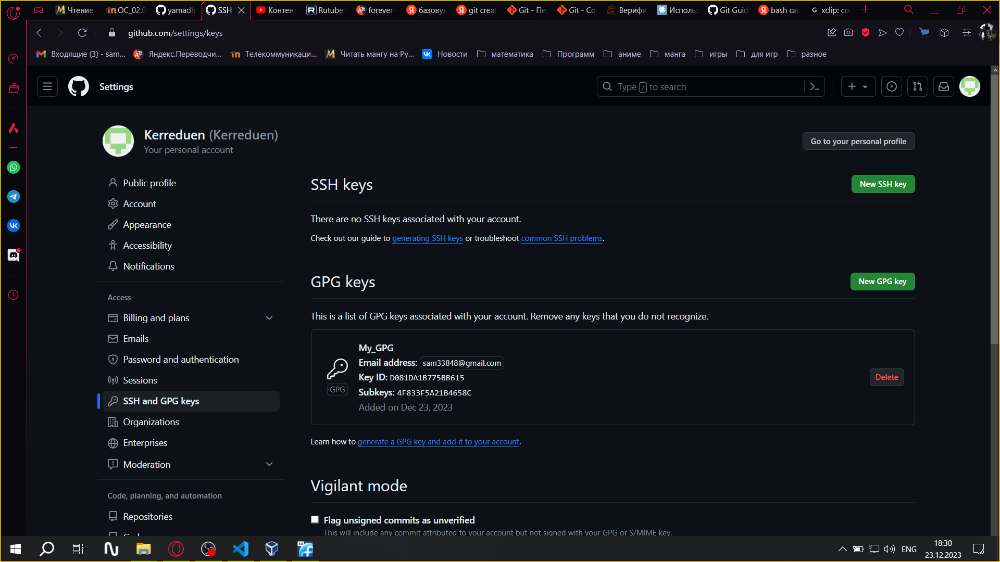 Чтение
OC_02.0
yamadh
SSH
Контент
Rutube
forever
базовую
git creat
Git - Пе
Git - Со
Верифи
Использ
Git Guid
bash car
xclip: co
github.com/settings/keys
Входящие (3) - sam...
Яндекс.Переводчи...
Телекоммуникаци...
Читать мангу на Ру...
Новости
математика
Программ
аниме
манга
игры
для игр
разное
Settings
Type / to search
Kerreduen (Kerreduen)
Your personal account
Go to your personal profile
Public profile
Account
Appearance
Accessibility
Notifications
Access
Billing and plans
Emails
Password and authentication
Sessions
SSH and GPG keys
Organizations
Enterprises
Moderation
Code, planning, and automation
Repositories
SSH keys
New SSH key
There are no SSH keys associated with your account.
Check out our guide to generating SSH keys or troubleshoot common SSH problems.
GPG keys
New GPG key
This is a list of GPG keys associated with your account. Remove any keys that you do not recognize.
My_GPG
Email address: sam33848@gmail.com
Key ID: D081DA1B775BB615
GPG
Subkeys: 4F833F5A21B4658C
Added on Dec 23, 2023
Delete
Learn how to generate a GPG key and add it to your account.
Vigilant mode
Flag unsigned commits as unverified
This will include any commit attributed to your account but not signed with your GPG or S/MIME key.
64
ENG
18:30
23.12.2023